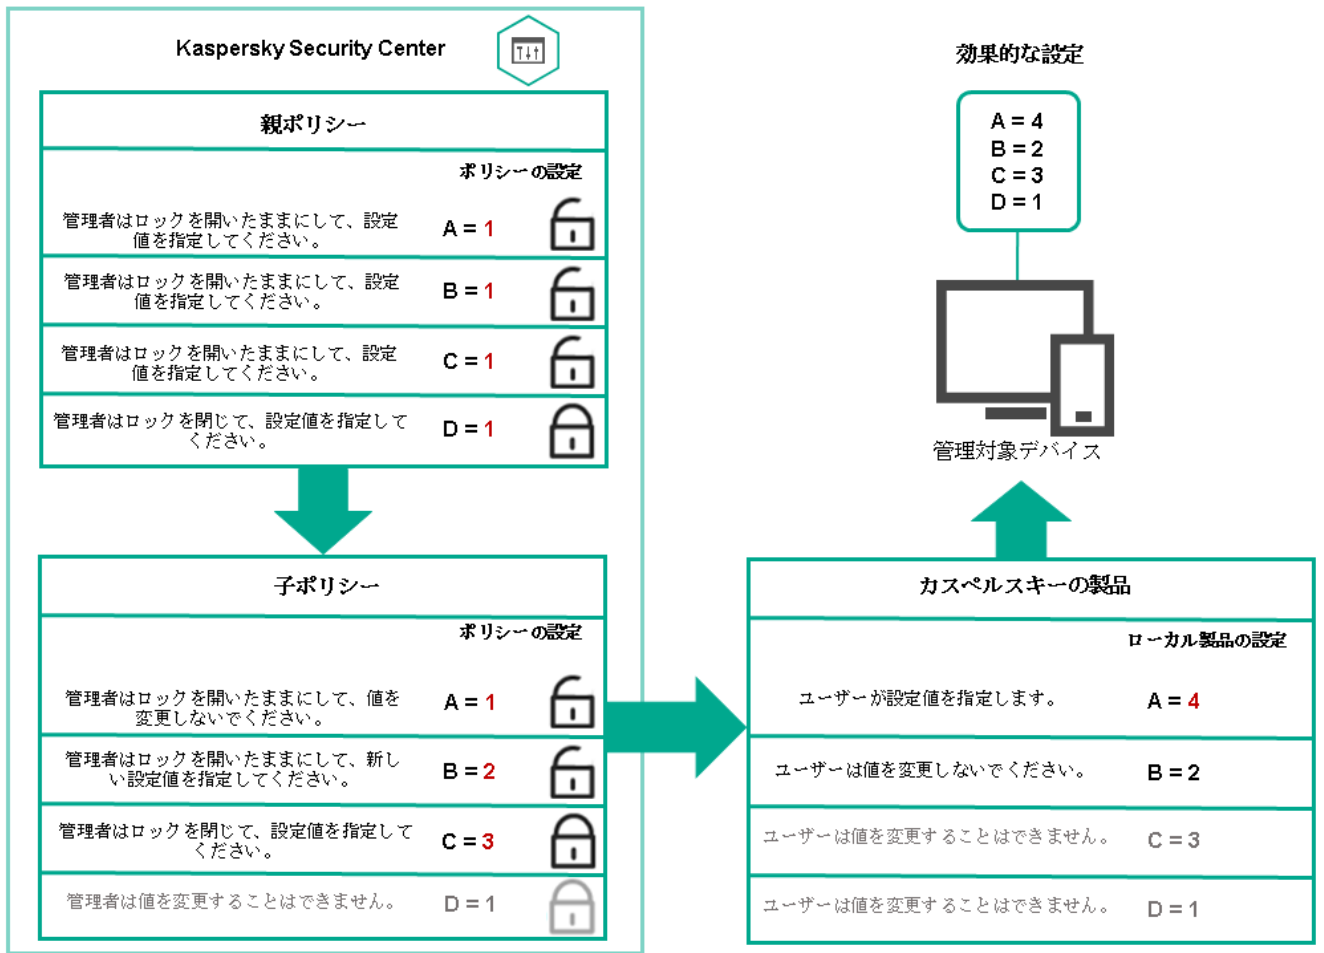 Kaspersky Security Center
親ポリシー
ポリシーの設定
管理者はロックを開いたままにして、設定
値を指定してください。
A = 1
管理者はロックを開いたままにして、設定
値を指定してください。
B = 1
管理者はロックを開いたままにして、設定
値を指定してください。
C = 1
管理者はロックを閉じて、設定値を指定して
ください。
D = 1
子ポリシー
ポリシーの設定
管理者はロックを開いたままにして、値を
変更しないでください。
A = 1
管理者はロックを開いたままにして、新し
い設定値を指定してください。
B = 2
管理者はロックを閉じて、設定値を指定して
ください。
C = 3
管理者は値を変更することはできません。
D = 1
効果的な設定
A = 4
B = 2
C = 3
D = 1
管理対象デバイス
カスペルスキーの製品
ローカル製品の設定
ユーザーが設定値を指定します。
A = 4
ユーザーは値を変更しないでください。
B = 2
ユーザーは値を変更することはできません。
C = 3
ユーザーは値を変更することはできません。
D = 1